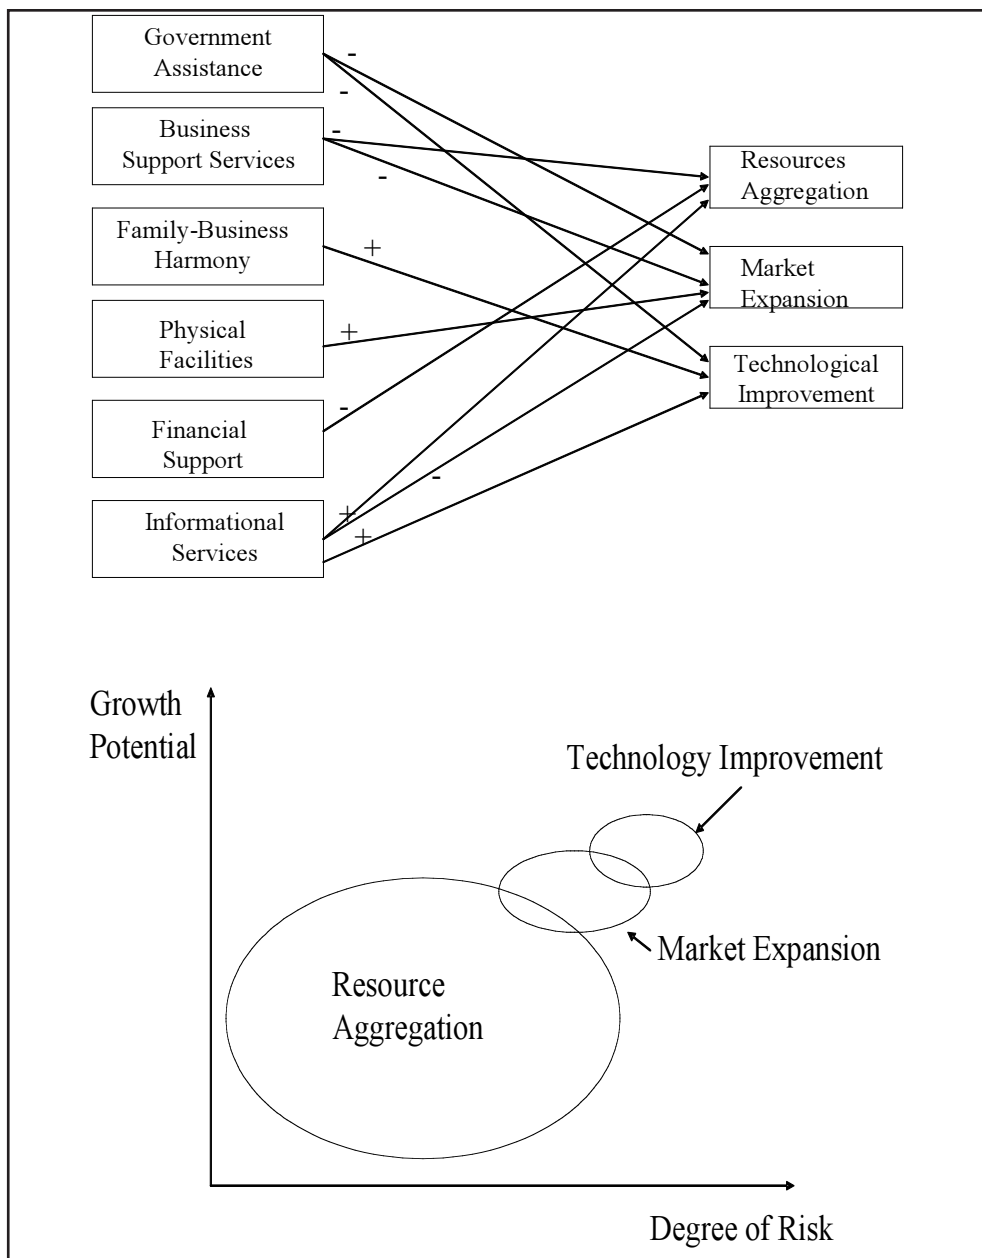 Government
Assistance
-
-
Business
Support Services
-
-
Family-Business
Harmony
+
Physical
Facilities
+
Financial
Support
-
Informational
Services
+
-
+
Resources
Aggregation
Market
Expansion
Technological
Improvement
Growth
Potential
Technology Improvement
Market Expansion
Resource
Aggregation
Degree of Risk